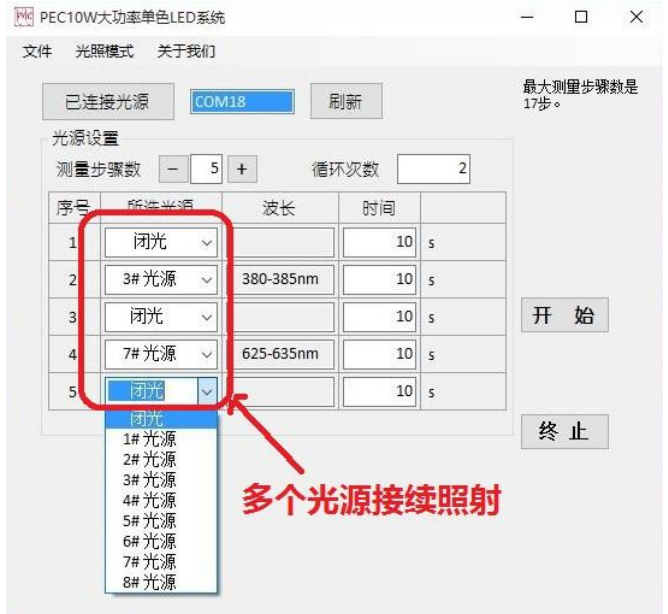 PEC10W大功率单色LED系统
文件 光照模式 关于我们
已连接光源 COM18 刷新
最大测量步骤数是
17步。
光源设置
测量步骤数 − 5 + 循环次数 2
序号 所选光源 波长 时间
1 闭光 10 s
2 3# 光源 380-385nm 10 s
3 闭光 10 s
4 7# 光源 625-635nm 10 s
5 闭光 10 s
开 始
终 止
闭光
1# 光源
2# 光源
3# 光源
4# 光源
5# 光源
6# 光源
7# 光源
8# 光源
多个光源接续照射